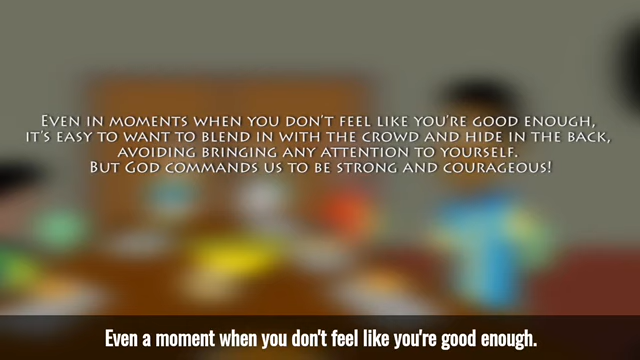 Even in moments when you don't feel like you're good enough,
it's easy to want to blend in with the crowd and hide in the back,
avoiding bringing any attention to yourself.
But God commands us to be strong and courageous!
Even a moment when you don't feel like you're good enough.